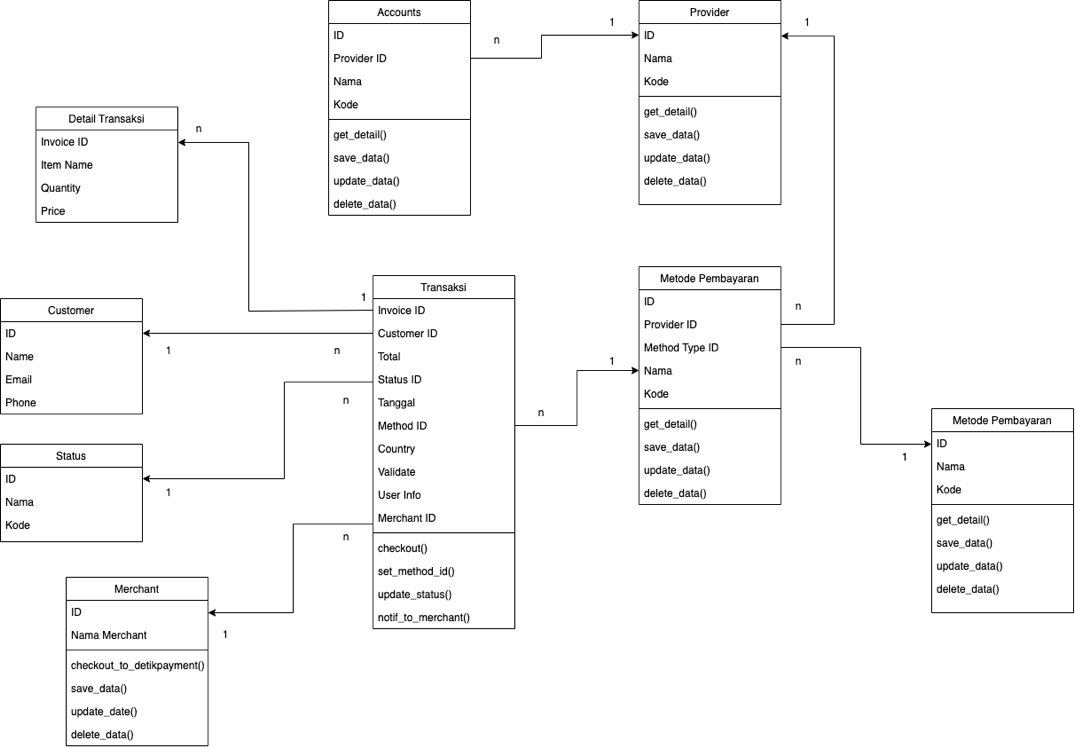 Accounts
ID
Provider ID
Nama
Kode
get_detail()
save_data()
update_data()
delete_data()
n
1
Provider
ID
Nama
Kode
get_detail()
save_data()
update_data()
delete_data()
1
Detail Transaksi
Invoice ID
Item Name
Quantity
Price
n
1
Customer
ID
Name
Email
Phone
1
n
Status
ID
Nama
Kode
1
n
Transaksi
Invoice ID
Customer ID
Total
Status ID
Tanggal
Method ID
Country
Validate
User Info
Merchant ID
checkout()
set_method_id()
update_status()
notif_to_merchant()
n
1
Metode Pembayaran
ID
Provider ID
Method Type ID
Nama
Kode
get_detail()
save_data()
update_data()
delete_data()
n
n
1
Metode Pembayaran
ID
Nama
Kode
get_detail()
save_data()
update_data()
delete_data()
n
1
Merchant
ID
Nama Merchant
checkout_to_detikpayment()
save_data()
update_date()
delete_data()